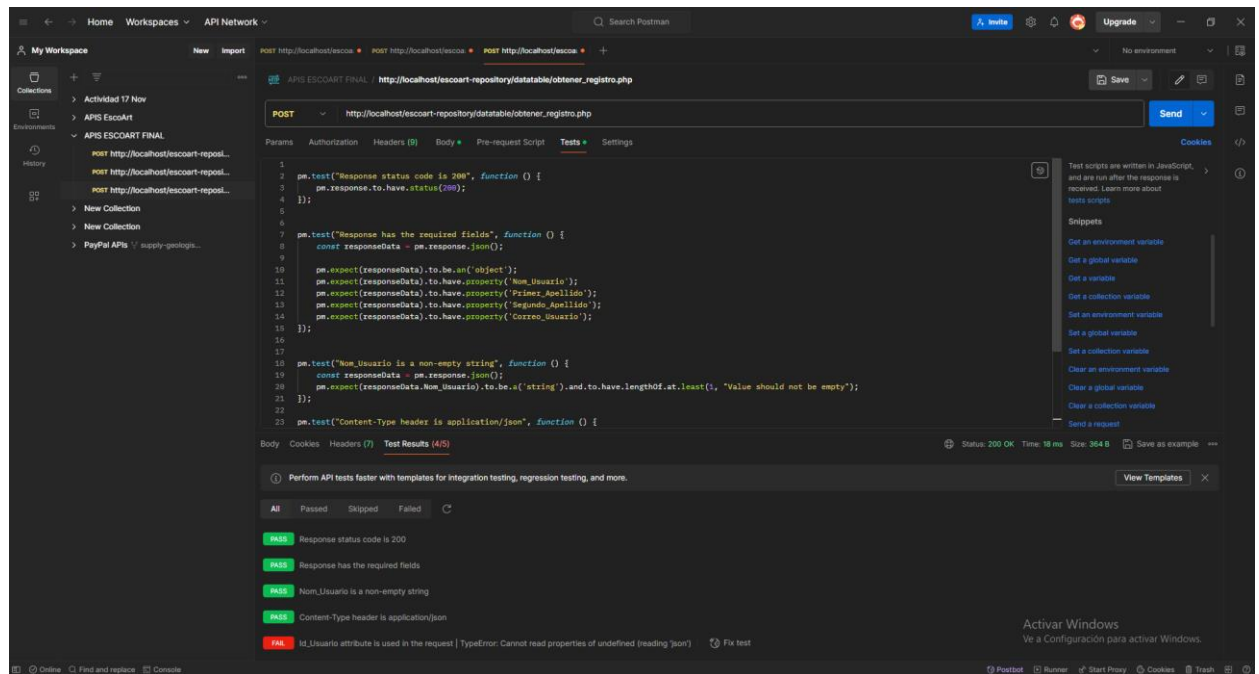 Home Workspaces API Network Search Postman Invite Upgrade
My Workspace New Import POST http://localhost/escoa POST http://localhost/escoa POST http://localhost/escoa No environment
Collections
Environments
History
Actividad 17 Nov
APIS EscoArt
APIS ESCOART FINAL
POST http://localhost/escoart-reposi...
POST http://localhost/escoart-reposi...
POST http://localhost/escoart-reposi...
New Collection
New Collection
PayPal APIs supply-geologis...
APIS ESCOART FINAL / http://localhost/escoart-repository/datatable/obtener_registro.php Save
POST http://localhost/escoart-repository/datatable/obtener_registro.php Send
Params Authorization Headers (9) Body Pre-request Script Tests Settings Cookies
1
2 pm.test("Response status code is 200", function () {
3 pm.response.to.have.status(200);
4 });
5
6
7 pm.test("Response has the required fields", function () {
8 const responseData = pm.response.json();
9
10 pm.expect(responseData).to.be.an('object');
11 pm.expect(responseData).to.have.property('Nom_Usuario');
12 pm.expect(responseData).to.have.property('Primer_Apellido');
13 pm.expect(responseData).to.have.property('Segundo_Apellido');
14 pm.expect(responseData).to.have.property('Correo_Usuario');
15 });
16
17
18 pm.test("Nom_Usuario is a non-empty string", function () {
19 const responseData = pm.response.json();
20 pm.expect(responseData.Nom_Usuario).to.be.a('string').and.to.have.lengthOf.at.least(1, "Value should not be empty");
21 });
22
23 pm.test("Content-Type header is application/json", function () {
Test scripts are written in JavaScript,
and are run after the response is
received. Learn more about
tests scripts
Snippets
Get an environment variable
Get a global variable
Get a variable
Get a collection variable
Set an environment variable
Set a global variable
Set a collection variable
Clear an environment variable
Clear a global variable
Clear a collection variable
Send a request
Body Cookies Headers (7) Test Results (4/5) Status: 200 OK Time: 18 ms Size: 364 B Save as example
Perform API tests faster with templates for integration testing, regression testing, and more. View Templates
All Passed Skipped Failed
PASS Response status code is 200
PASS Response has the required fields
PASS Nom_Usuario is a non-empty string
PASS Content-Type header is application/json
FAIL Id_Usuario attribute is used in the request | TypeError: Cannot read properties of undefined (reading 'json') Fix test
Activar Windows
Ve a Configuración para activar Windows.
Online Find and replace Console Postbot Runner Start Proxy Cookies Trash